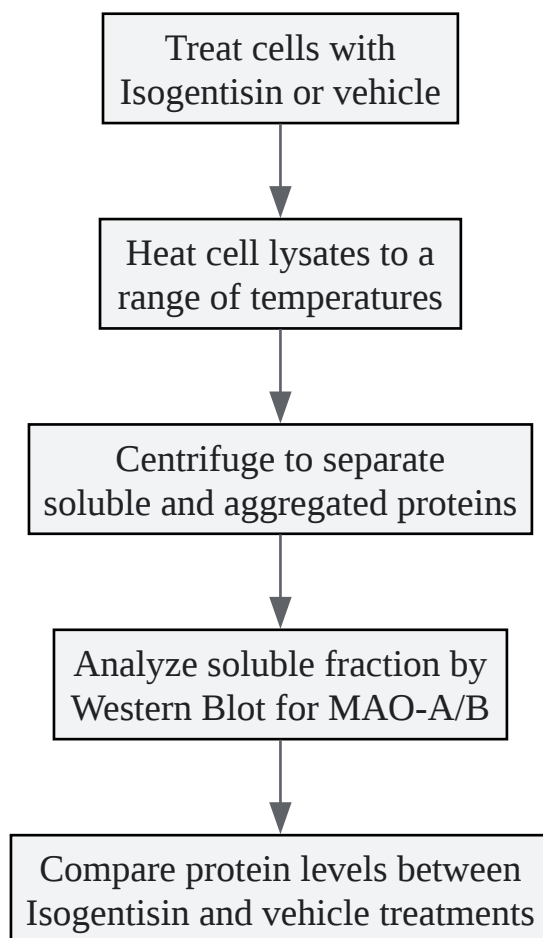 Treat cells with
Isogentisin or vehicle
Heat cell lysates to a
range of temperatures
Centrifuge to separate
soluble and aggregated proteins
Analyze soluble fraction by
Western Blot for MAO-A/B
Compare protein levels between
Isogentisin and vehicle treatments